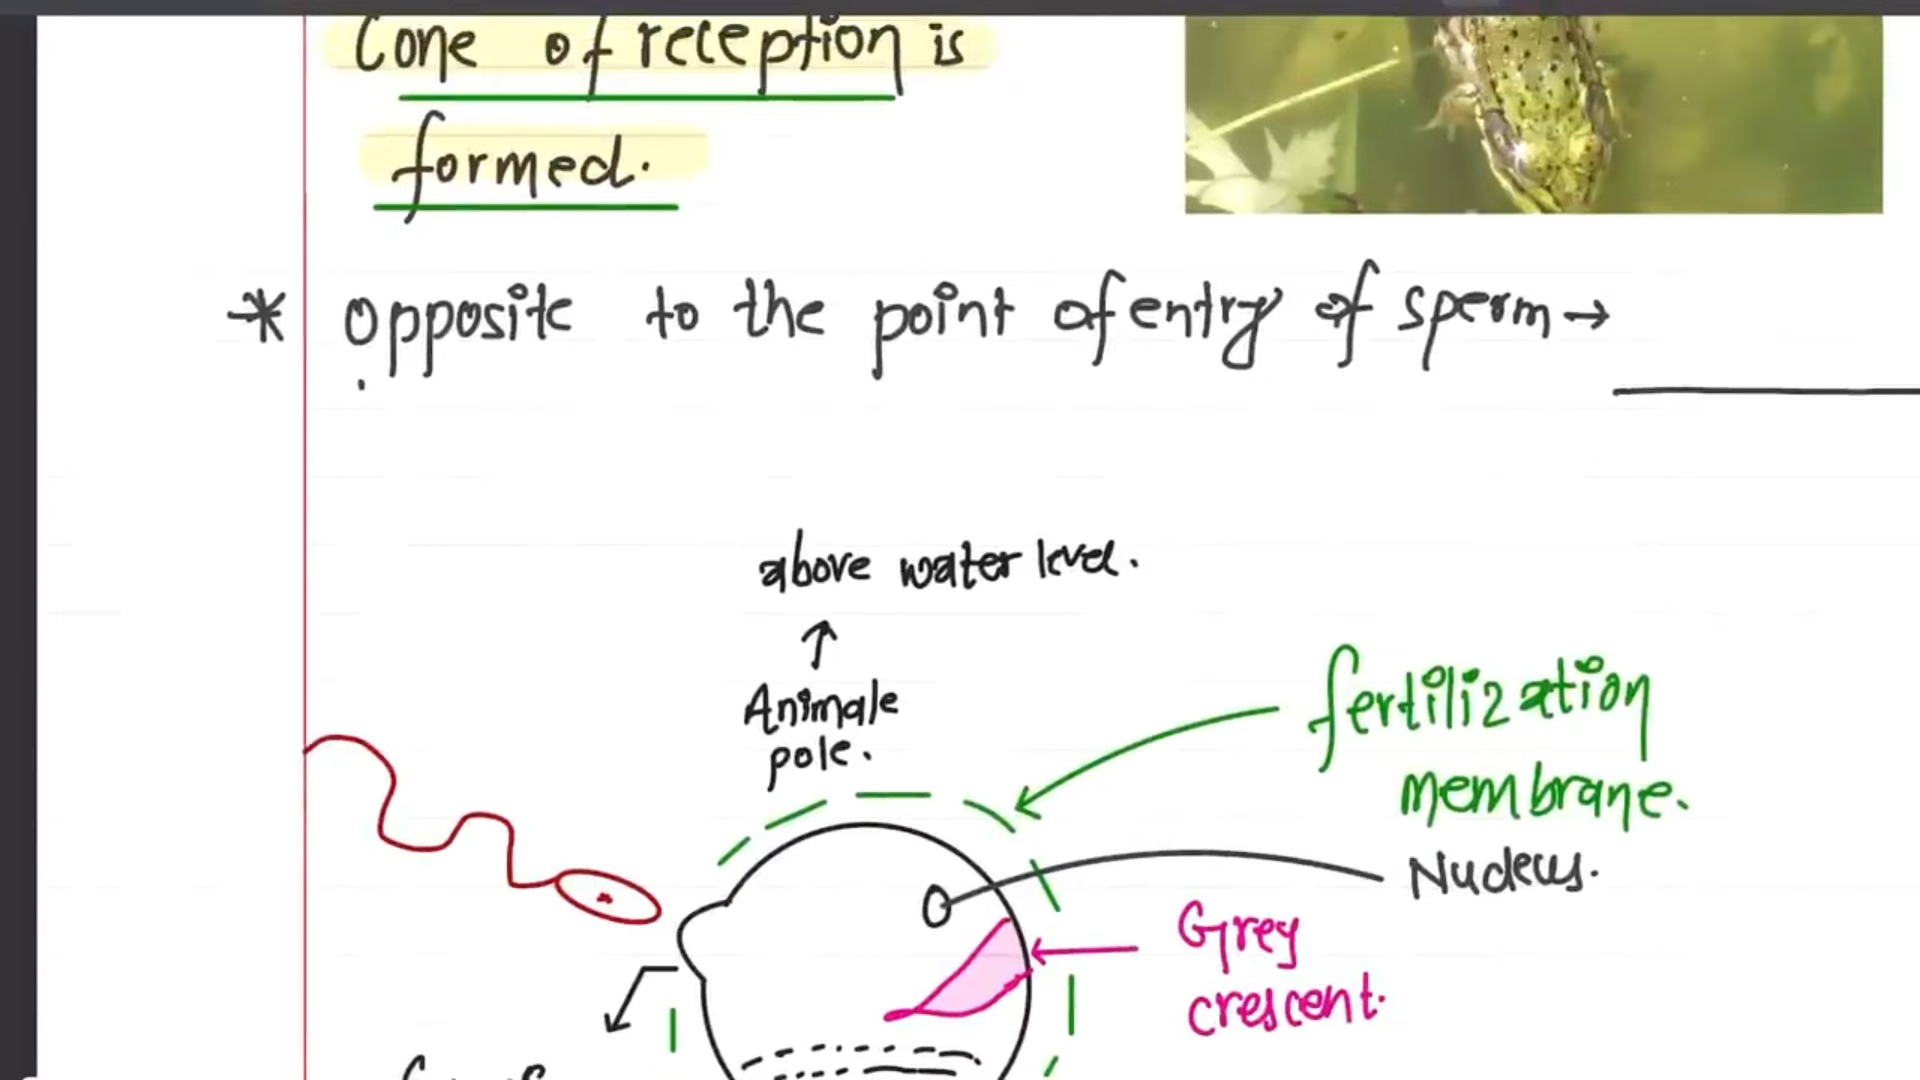 Cone of reception is
formed.
* opposite to the point of entry of sperm →
above water level.
↑
Animale
pole.
fertilization
membrane.
Nucleus.
Grey
crescent.